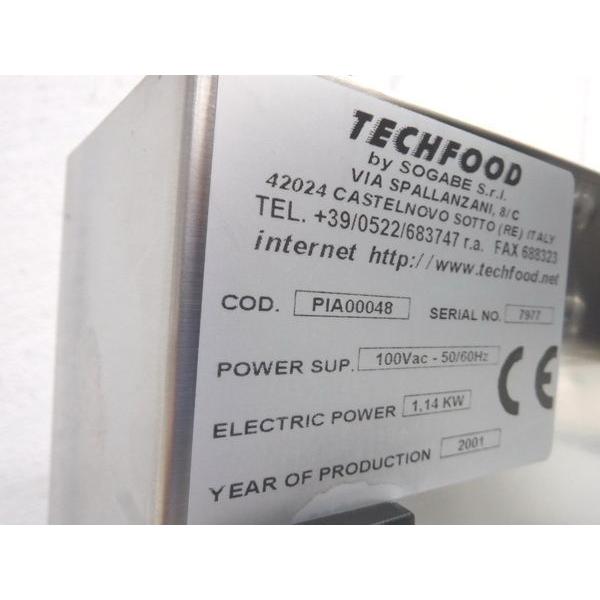 TECHFOOD
by SOGABE S.r.l.
VIA SPALLANZANI, 8/C
42024 CASTELNOVO SOTTO (RE) ITALY
TEL. +39/0522/683747 r.a. FAX 688323
internet http://www.techfood.net
COD. PIA00048 SERIAL NO. 7977
POWER SUP. 100Vac - 50/60Hz
ELECTRIC POWER 1,14 KW CE
YEAR OF PRODUCTION 2001